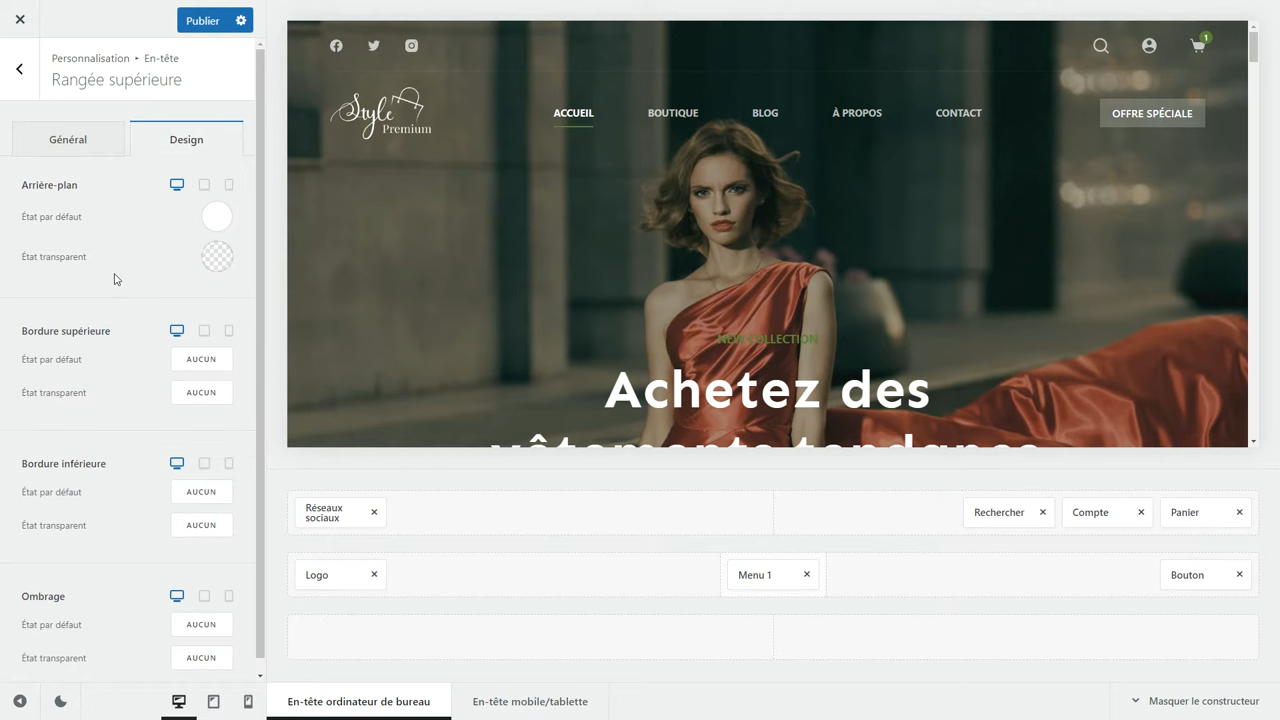 Publier
Personnalisation ‣ En-tête
Rangée supérieure
Général
Design
Arrière-plan
État par défaut
État transparent
Bordure supérieure
État par défaut
AUCUN
État transparent
AUCUN
Bordure inférieure
État par défaut
AUCUN
État transparent
AUCUN
Ombrage
État par défaut
AUCUN
État transparent
AUCUN
1
Style
Premium
ACCUEIL
BOUTIQUE
BLOG
À PROPOS
CONTACT
OFFRE SPÉCIALE
NEW COLLECTION
Achetez des
vêtements tendance
Réseaux
sociaux
Rechercher
Compte
Panier
Logo
Menu 1
Bouton
En-tête ordinateur de bureau
En-tête mobile/tablette
Masquer le constructeur